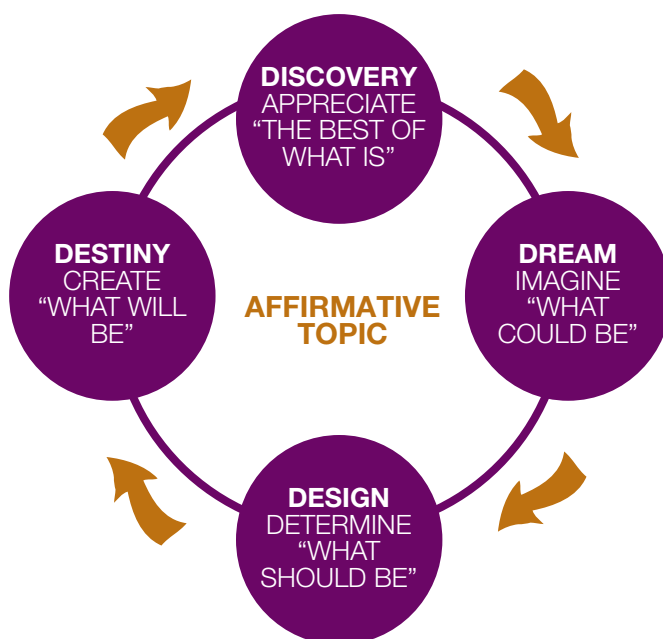 DISCOVERY
APPRECIATE
“THE BEST OF
WHAT IS”
DREAM
IMAGINE
“WHAT
COULD BE”
DESIGN
DETERMINE
“WHAT
SHOULD BE”
DESTINY
CREATE
“WHAT WILL
BE”
AFFIRMATIVE
TOPIC